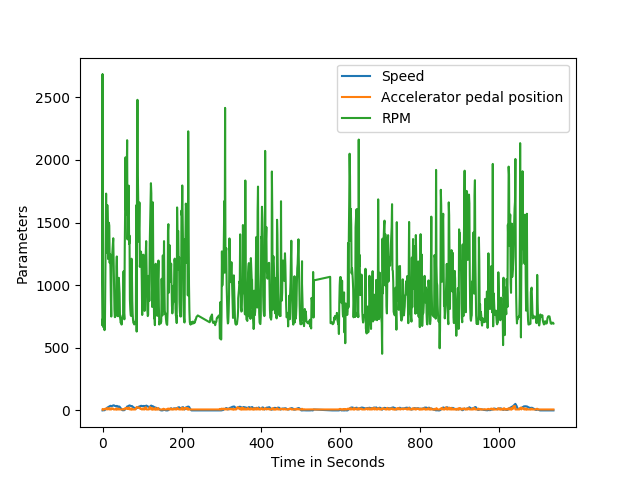 Speed
Accelerator pedal position
RPM
2500
2000
1500
1000
500
0
Parameters
0 200 400 600 800 1000
Time in Seconds